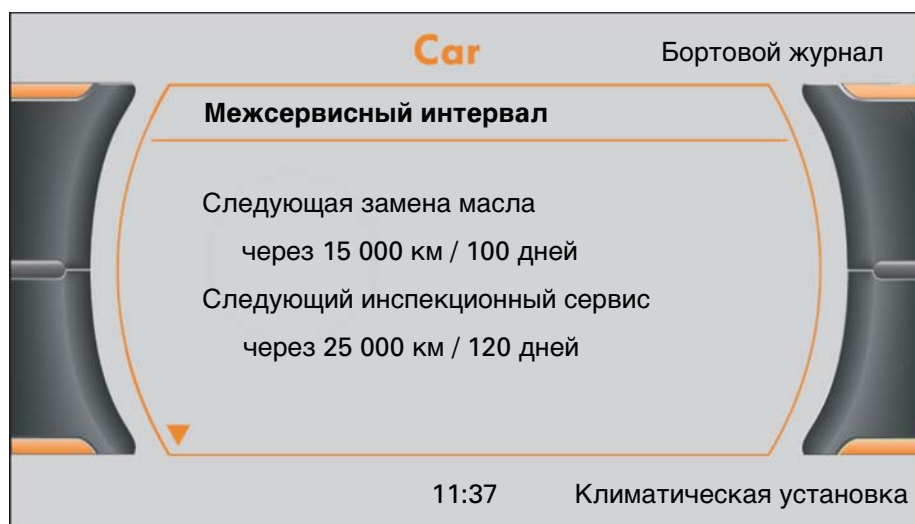 Car
Бортовой журнал
Межсервисный интервал
Следующая замена масла
через 15 000 км / 100 дней
Следующий инспекционный сервис
через 25 000 км / 120 дней
11:37
Климатическая установка